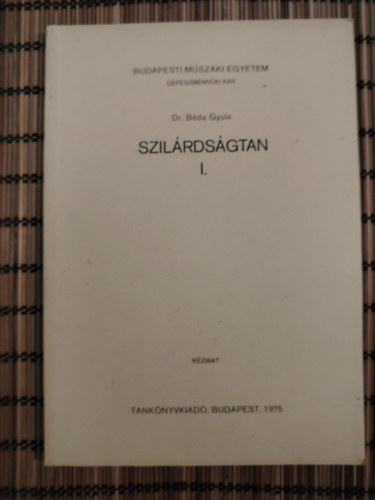 BUDAPESTI MŰSZAKI EGYETEM
GÉPÉSZMÉRNÖKI KAR
Dr. Béda Gyula
SZILÁRDSÁGTAN
I.
KÉZIRAT
TANKÖNYVKIADÓ, BUDAPEST, 1975